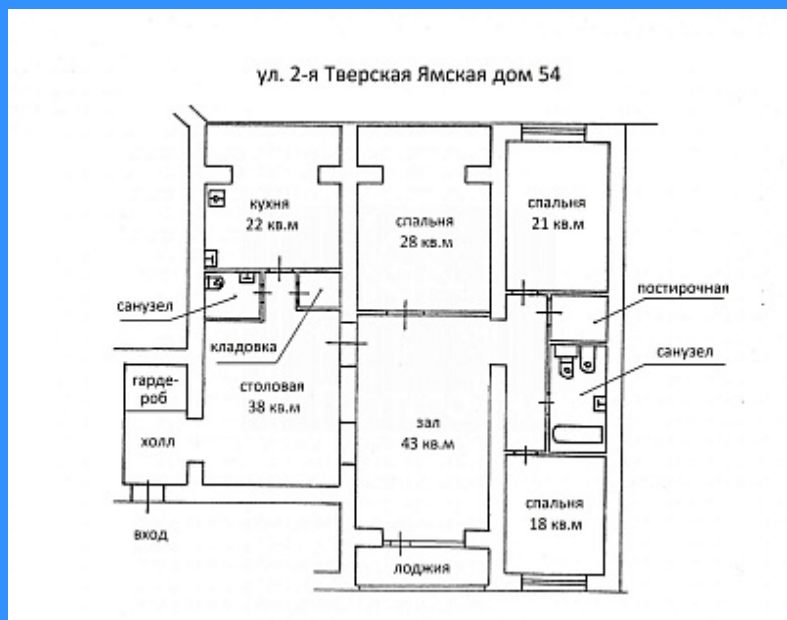 ул. 2-я Тверская Ямская дом 54
кухня
22 кв.м
спальня
28 кв.м
спальня
21 кв.м
санузел
постирочная
кладовка
санузел
гарде-
роб
столовая
38 кв.м
холл
зал
43 кв.м
спальня
18 кв.м
вход
лоджия